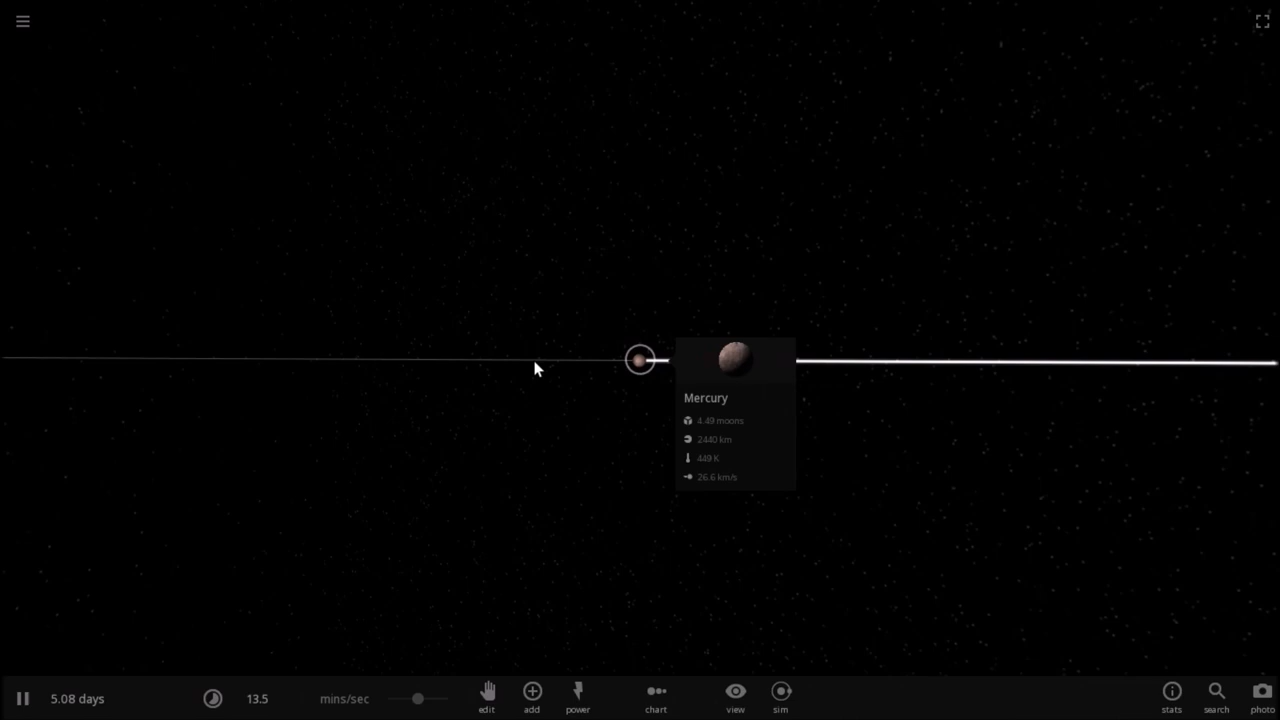 Mercury
4.49 moons
2440 km
449 K
26.6 km/s
5.08 days 13.5 mins/sec edit add power chart view sim stats search photo